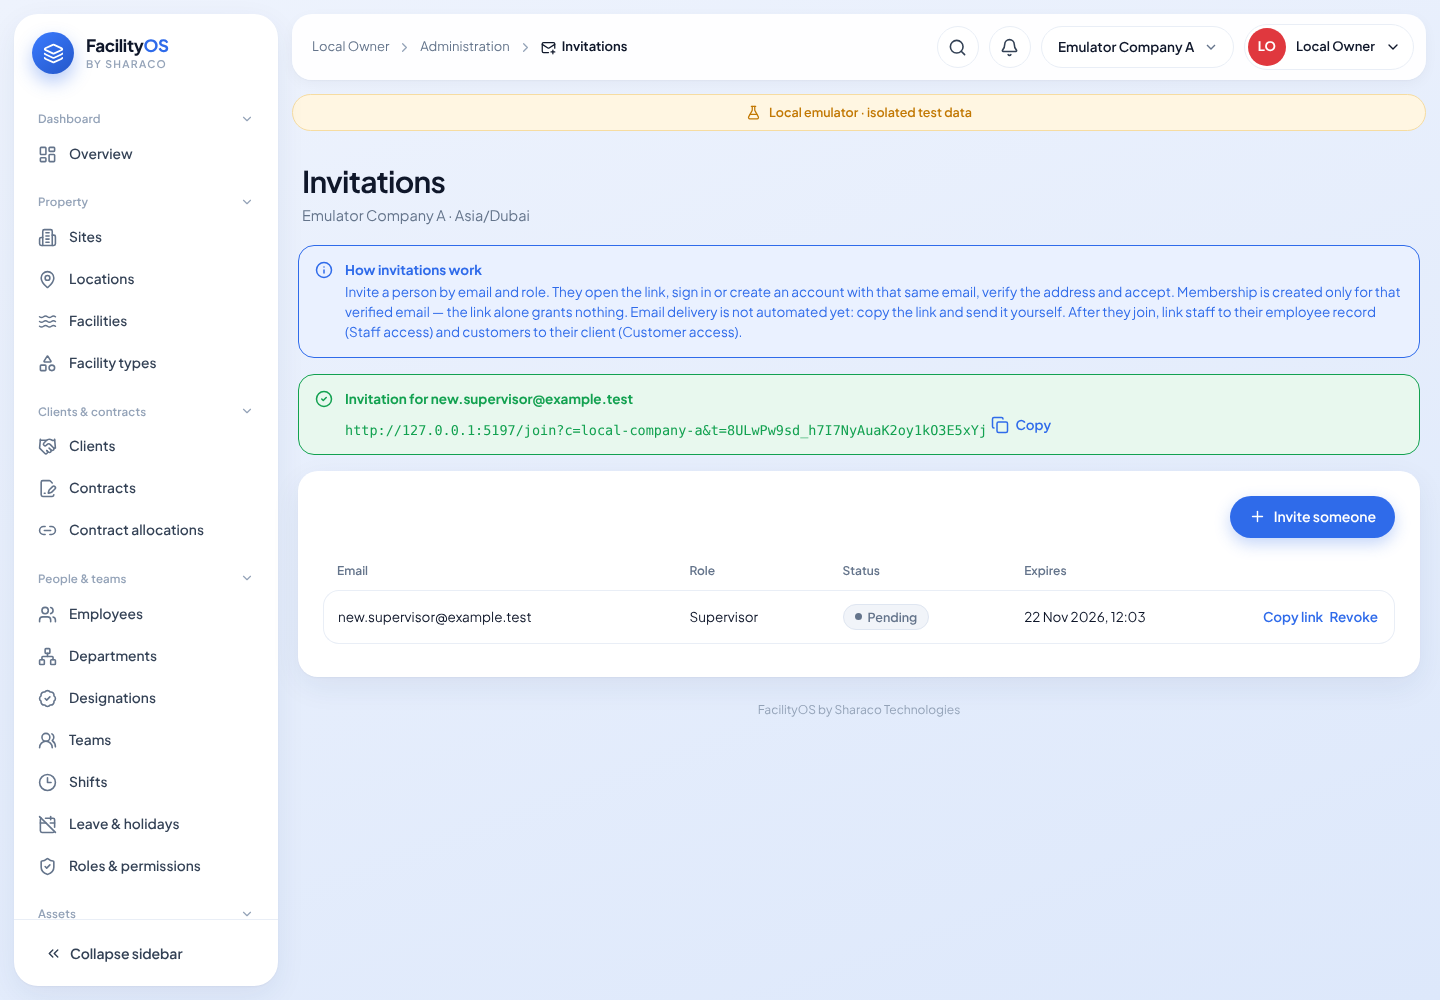 FacilityOS
BY SHARACO
Dashboard
Overview
Property
Sites
Locations
Facilities
Facility types
Clients & contracts
Clients
Contracts
Contract allocations
People & teams
Employees
Departments
Designations
Teams
Shifts
Leave & holidays
Roles & permissions
Assets
Collapse sidebar
Local Owner > Administration > Invitations
Emulator Company A
LO Local Owner
Local emulator · isolated test data
Invitations
Emulator Company A · Asia/Dubai
How invitations work
Invite a person by email and role. They open the link, sign in or create an account with that same email, verify the address and accept. Membership is created only for that
verified email — the link alone grants nothing. Email delivery is not automated yet: copy the link and send it yourself. After they join, link staff to their employee record
(Staff access) and customers to their client (Customer access).
Invitation for new.supervisor@example.test
http://127.0.0.1:5197/join?c=local-company-a&t=8ULwPw9sd_h7I7NyAuaK2oy1kO3E5xYj Copy
Invite someone
Email Role Status Expires
new.supervisor@example.test Supervisor Pending 22 Nov 2026, 12:03 Copy link Revoke
FacilityOS by Sharaco Technologies